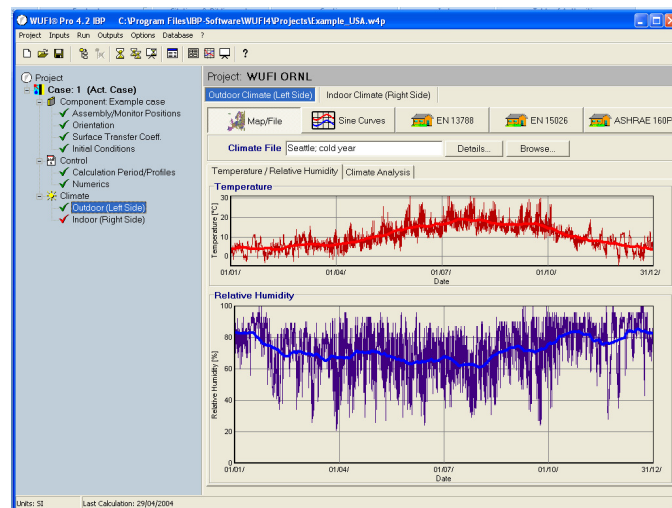 WUFI® Pro 4.2 IBP C:\Program Files\IBP-Software\WUFI4\Projects\Example_USA.w4p
Project Inputs Run Outputs Options Database ?
Project
Case: 1 (Act. Case)
Component: Example case
Assembly/Monitor Positions
Orientation
Surface Transfer Coeff.
Initial Conditions
Control
Calculation Period/Profiles
Numerics
Climate
Outdoor (Left Side)
Indoor (Right Side)
Project: WUFI ORNL
Outdoor Climate (Left Side) Indoor Climate (Right Side)
Map/File Sine Curves EN 13788 EN 15026 ASHRAE 160P
Climate File Seattle; cold year Details... Browse...
Temperature / Relative Humidity Climate Analysis
Temperature
Temperature [°C]
30
20
10
0
01/01/ 01/04/ 01/07/ 01/10/ 31/12/
Date
Relative Humidity
Relative Humidity [%]
100
80
60
40
20
0
01/01/ 01/04/ 01/07/ 01/10/ 31/12/
Date
Units: SI Last Calculation: 29/04/2004